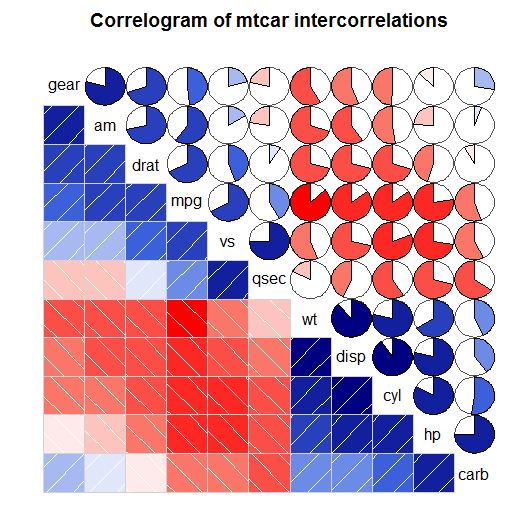 Correlogram of mtcar intercorrelations
gear
am
drat
mpg
vs
qsec
wt
disp
cyl
hp
carb